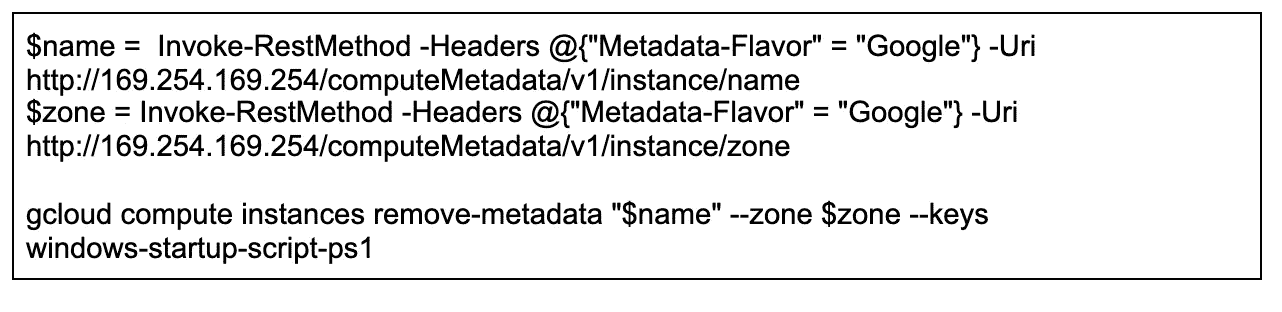 $name =  Invoke-RestMethod -Headers @{"Metadata-Flavor" = "Google"} -Uri
http://169.254.169.254/computeMetadata/v1/instance/name
$zone = Invoke-RestMethod -Headers @{"Metadata-Flavor" = "Google"} -Uri
http://169.254.169.254/computeMetadata/v1/instance/zone
gcloud compute instances remove-metadata "$name" --zone $zone --keys
windows-startup-script-ps1